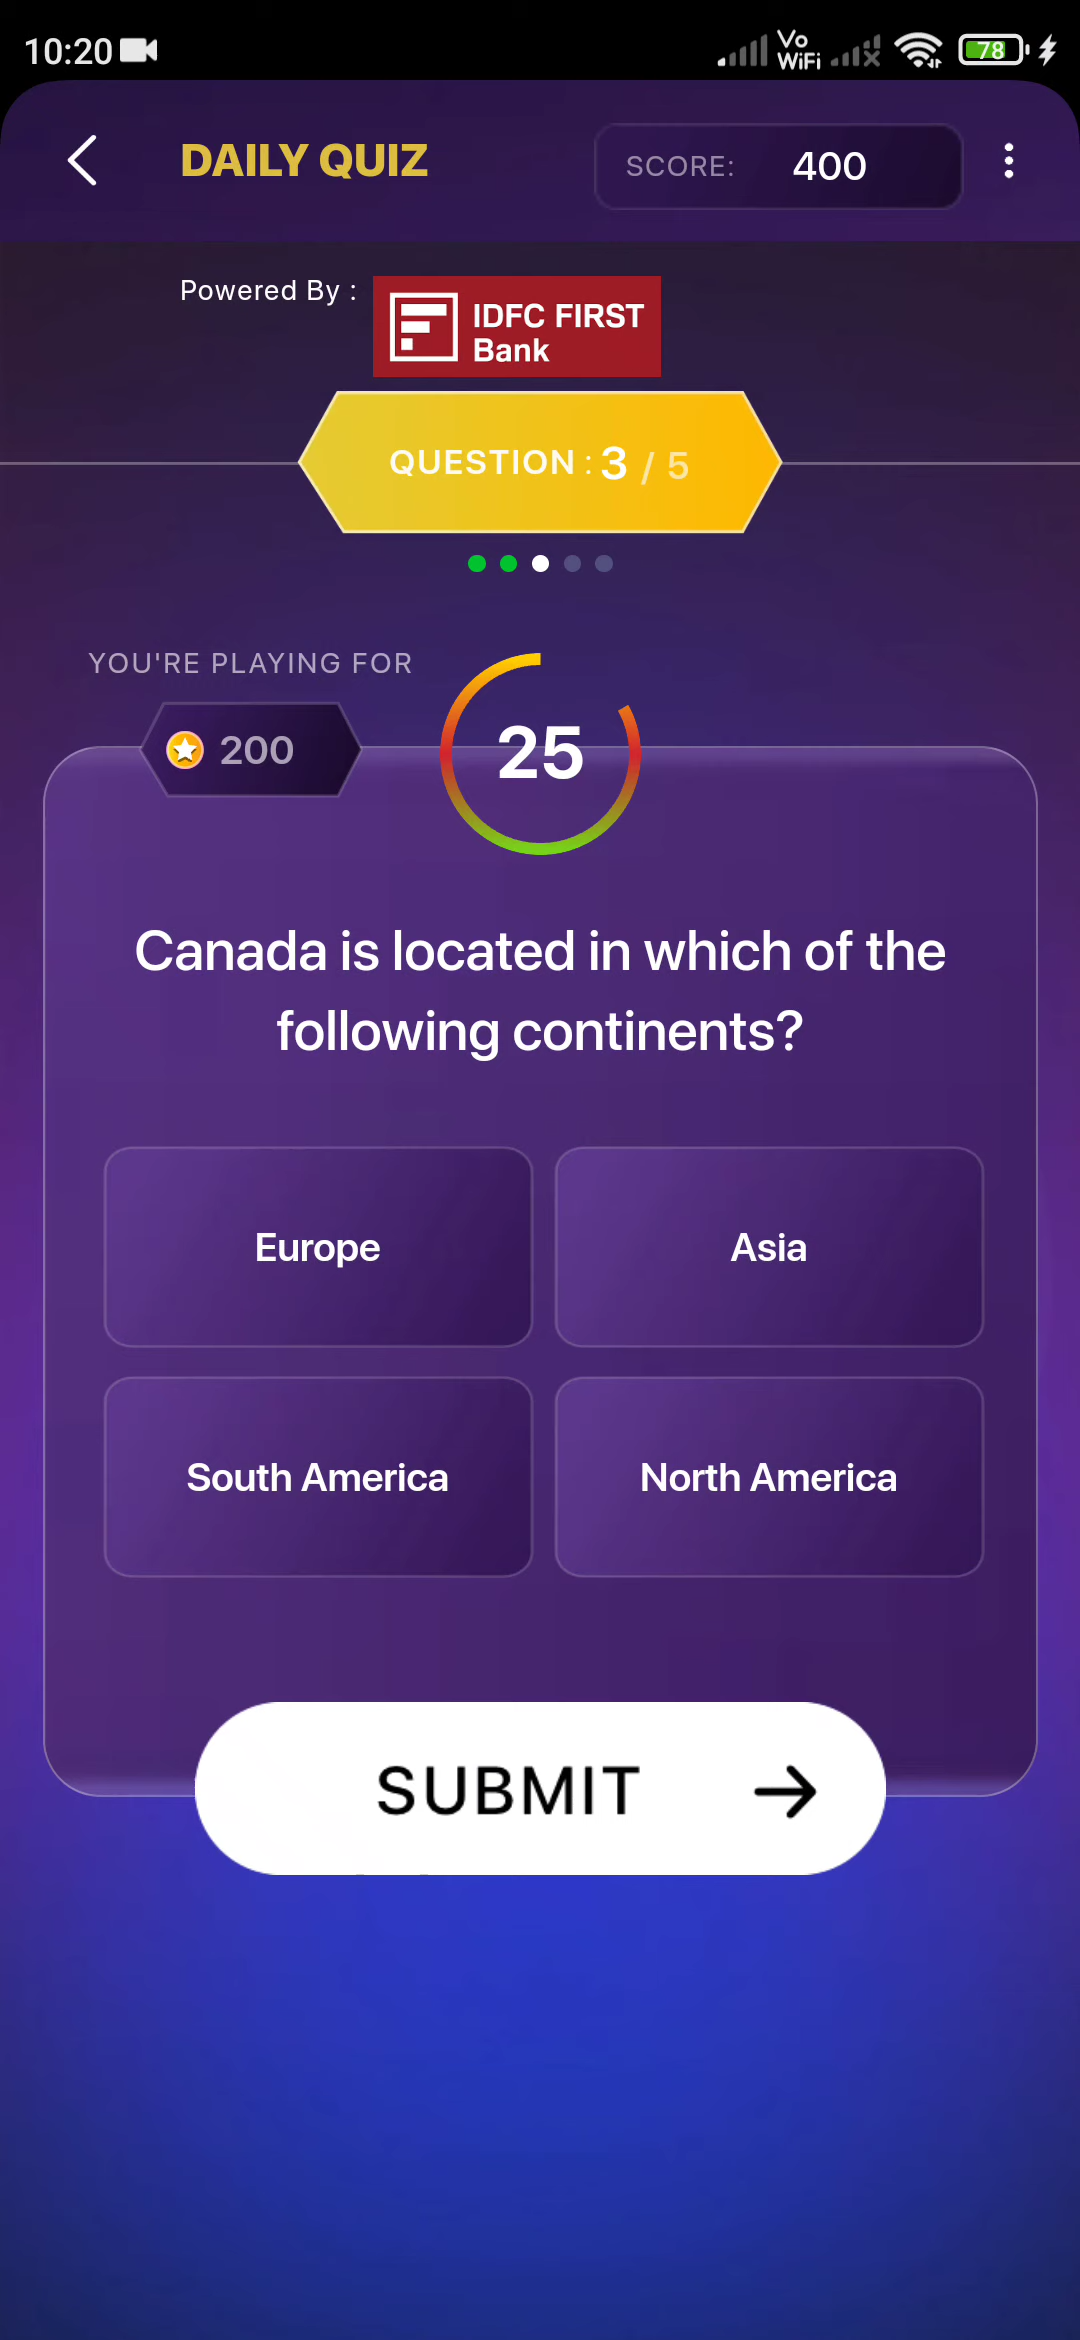 10:20
Vo
WiFi
78
DAILY QUIZ
SCORE: 400
Powered By :
IDFC FIRST
Bank
QUESTION : 3 / 5
YOU'RE PLAYING FOR
200
25
Canada is located in which of the
following continents?
Europe
Asia
South America
North America
SUBMIT